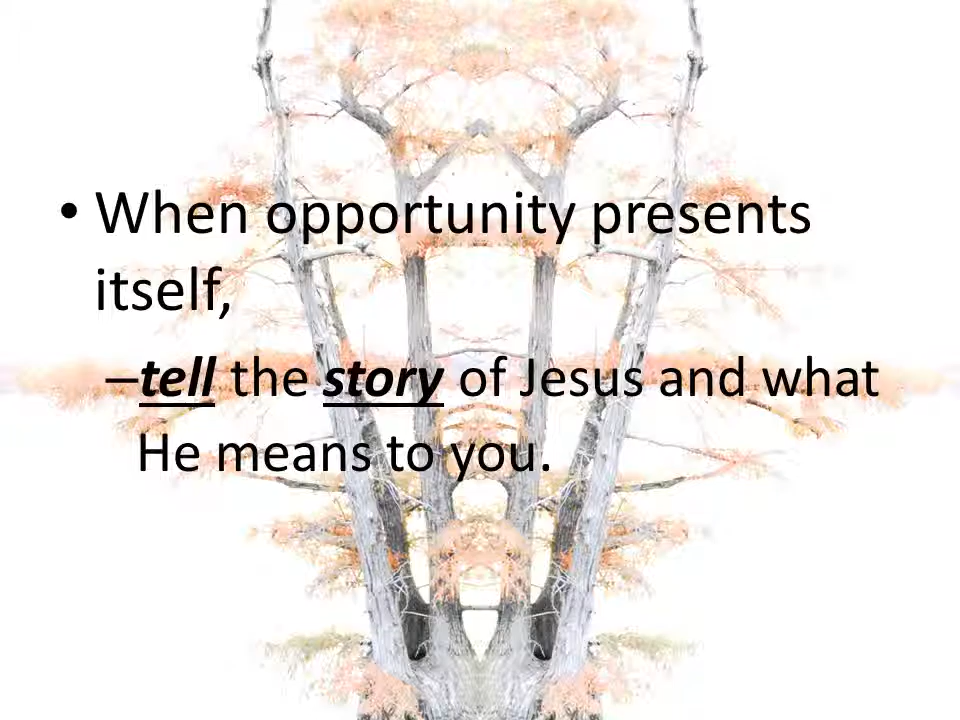 • When opportunity presents
itself,
–tell the story of Jesus and what
He means to you.